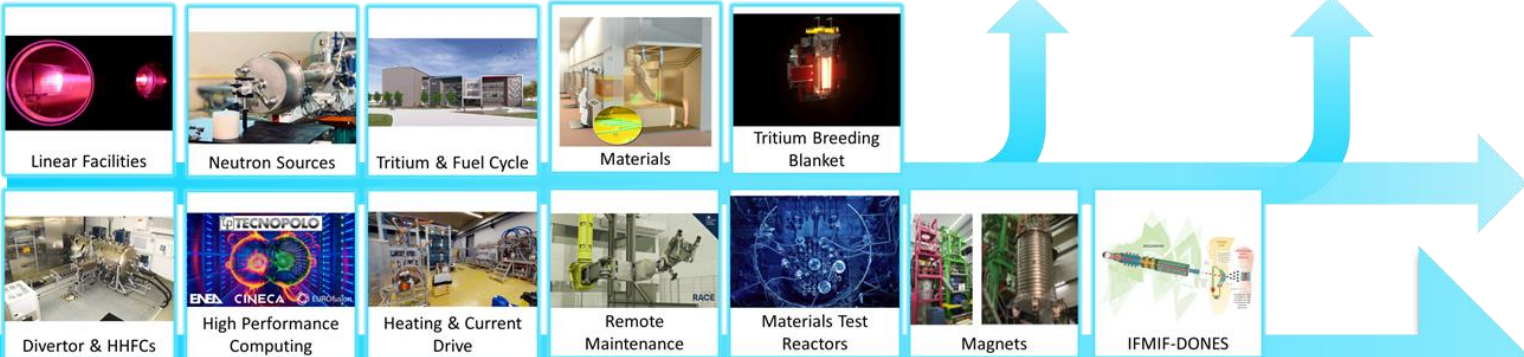 Linear Facilities
Neutron Sources
Tritium & Fuel Cycle
Materials
Tritium Breeding
Blanket
TECNOPOLO
ENEA CINECA EUROfusion
RACE
Divertor & HHFCs
High Performance
Computing
Heating & Current
Drive
Remote
Maintenance
Materials Test
Reactors
Magnets
IFMIF-DONES